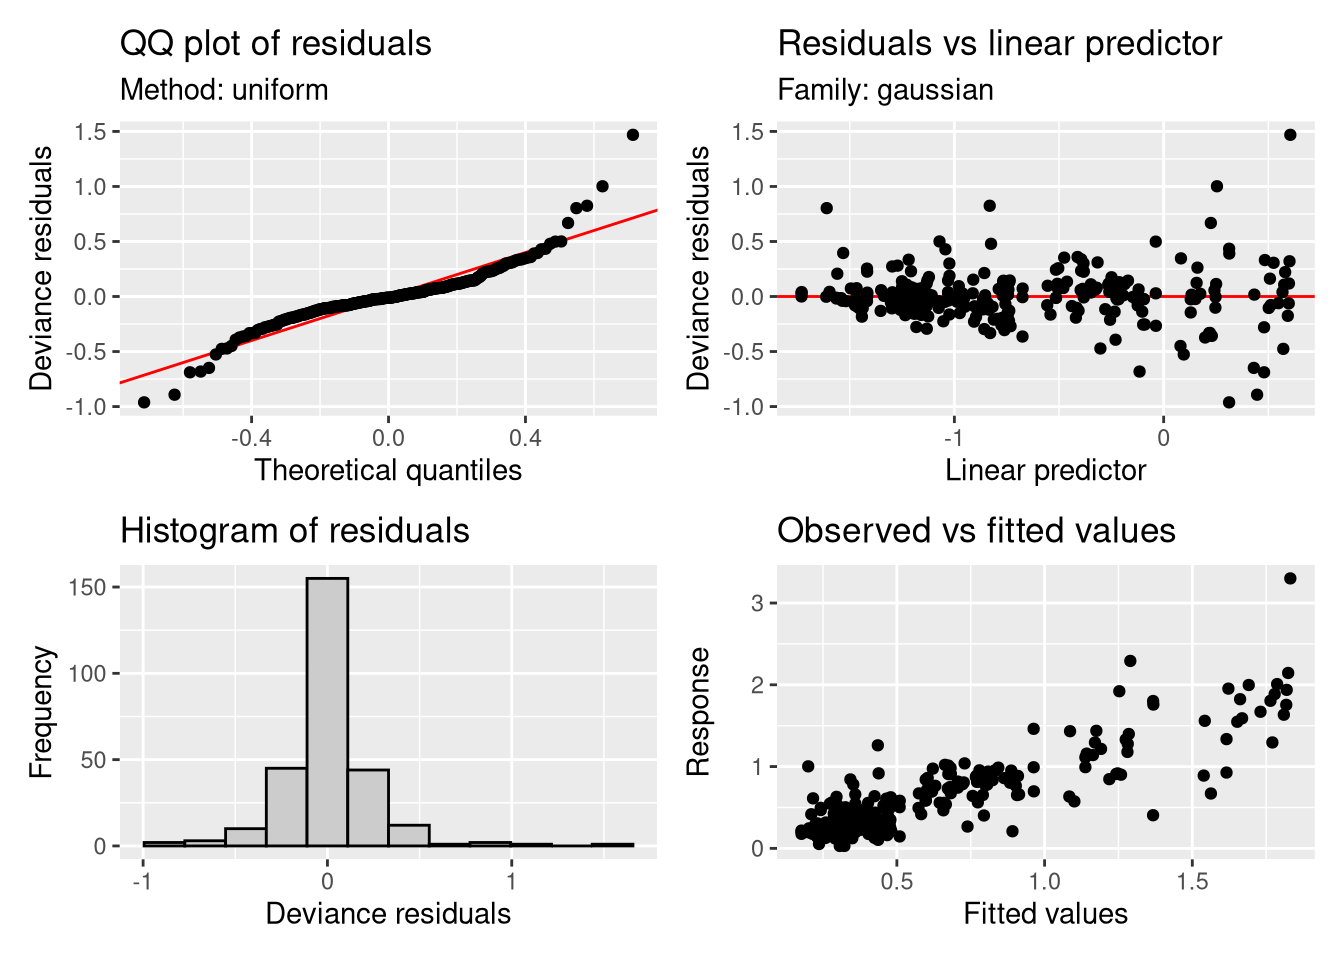 QQ plot of residuals
Method: uniform
Deviance residuals
1.5
1.0
0.5
0.0
-0.5
-1.0
-0.4 0.0 0.4
Theoretical quantiles
Residuals vs linear predictor
Family: gaussian
Deviance residuals
1.5
1.0
0.5
0.0
-0.5
-1.0
-1 0
Linear predictor
Histogram of residuals
Frequency
150
100
50
0
-1 0 1
Deviance residuals
Observed vs fitted values
Response
3
2
1
0
0.5 1.0 1.5
Fitted values